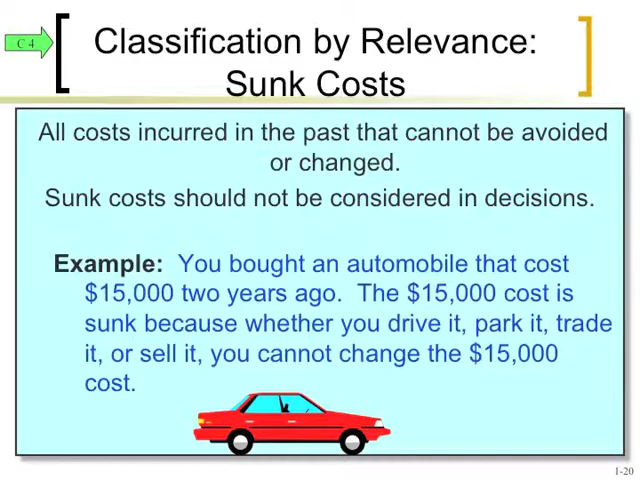 C 4
Classification by Relevance:
Sunk Costs
All costs incurred in the past that cannot be avoided
or changed.
Sunk costs should not be considered in decisions.
Example: You bought an automobile that cost
$15,000 two years ago. The $15,000 cost is
sunk because whether you drive it, park it, trade
it, or sell it, you cannot change the $15,000
cost.
1-20